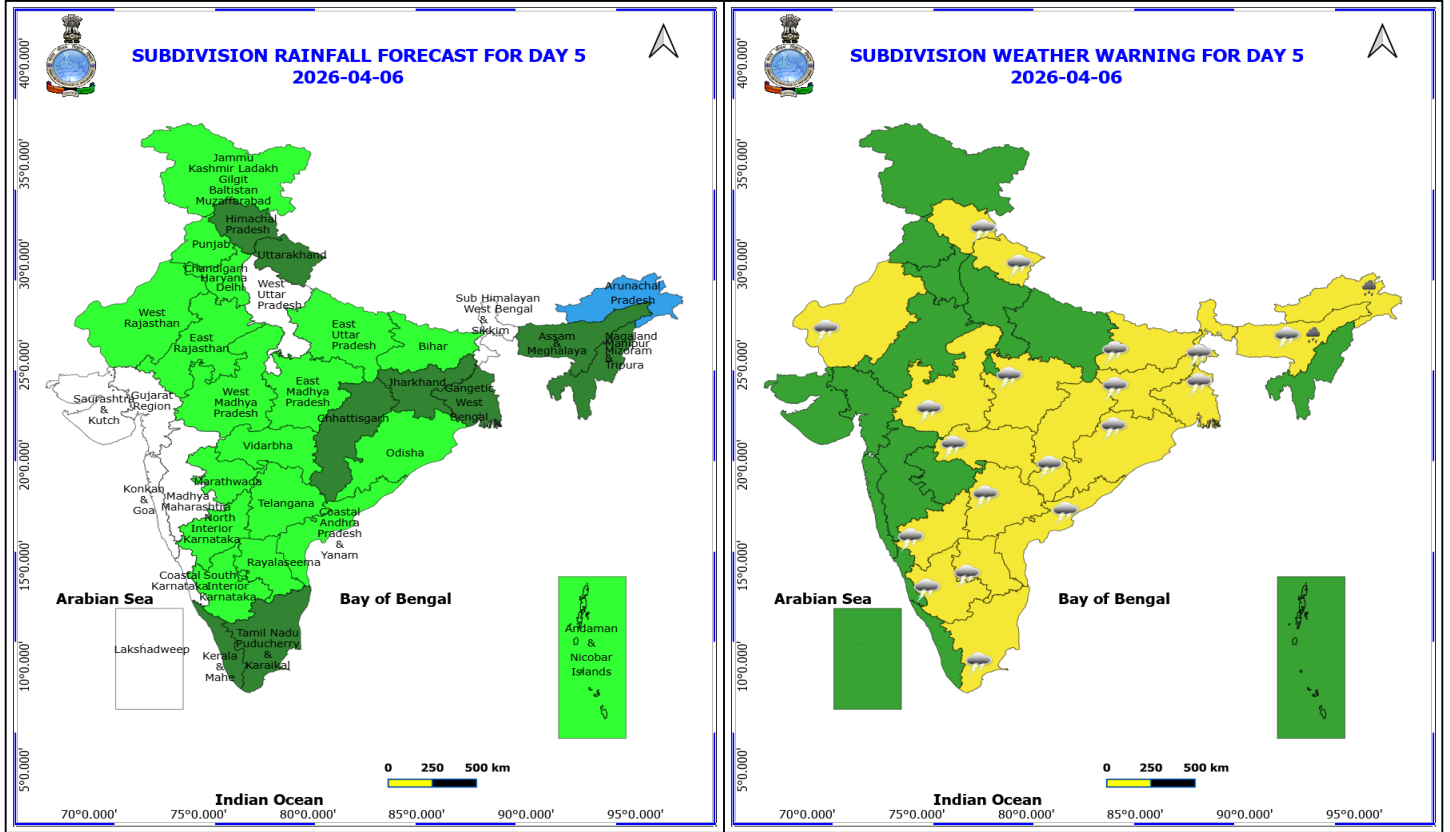 SUBDIVISION RAINFALL FORECAST FOR DAY 5
2026-04-06
40°0.000'
35°0.000'
30°0.000'
25°0.000'
20°0.000'
15°0.000'
10°0.000'
5°0.000'
Jammu
Kashmir Ladakh
Gilgit
Baltistan
Muzaffarabad
Himachal
Pradesh
Punjab
Uttarakhand
Chandigarh
Haryana
Delhi
West
Uttar
Pradesh
West
Rajasthan
East
Rajasthan
East
Uttar
Pradesh
Bihar
Sub Himalayan
West Bengal
&
Sikkim
Arunachal
Pradesh
Assam
&
Meghalaya
Nagaland
Manipur
Mizoram
&
Tripura
Saurashtra
&
Kutch
Gujarat
Region
West
Madhya
Pradesh
East
Madhya
Pradesh
Jharkhand
Gangetic
West
Bengal
Chhattisgarh
Vidarbha
Odisha
Konkan
&
Goa
Madhya
Maharashtra
Marathwada
Telangana
North
Interior
Karnataka
Coastal
Andhra
Pradesh
&
Yanam
Rayalaseema
Coastal
Karnataka
South
Interior
Karnataka
Arabian Sea
Bay of Bengal
Lakshadweep
Kerala
&
Mahe
Tamil Nadu
Puducherry
&
Karaikal
Andaman
&
Nicobar
Islands
0 250 500 km
Indian Ocean
70°0.000' 75°0.000' 80°0.000' 85°0.000' 90°0.000' 95°0.000'
SUBDIVISION WEATHER WARNING FOR DAY 5
2026-04-06
40°0.000'
35°0.000'
30°0.000'
25°0.000'
20°0.000'
15°0.000'
10°0.000'
5°0.000'
Arabian Sea
Bay of Bengal
0 250 500 km
Indian Ocean
70°0.000' 75°0.000' 80°0.000' 85°0.000' 90°0.000' 95°0.000'